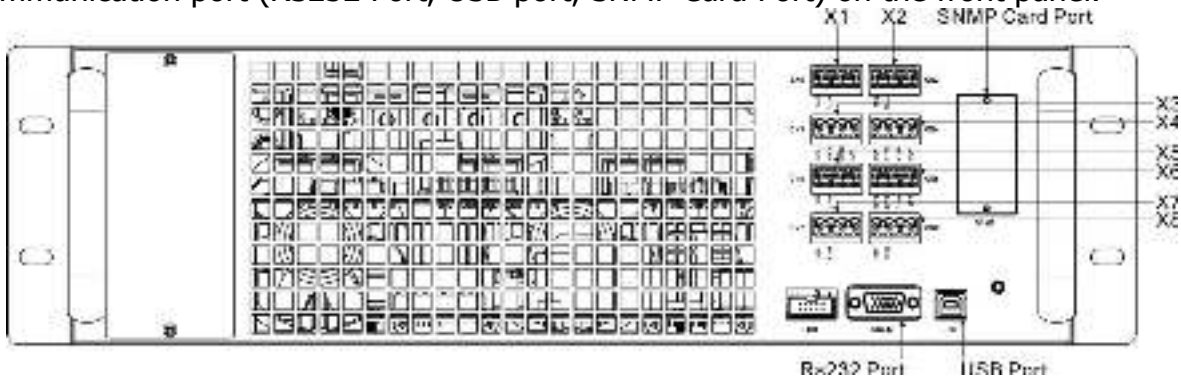 mmunication port (RS232 Port, USB port, SNMP Card Port) on the front panel.
X1 X2 SNMP Card Port
X3
X4
X5
X6
X7
X8
Rs232 Port USB Port